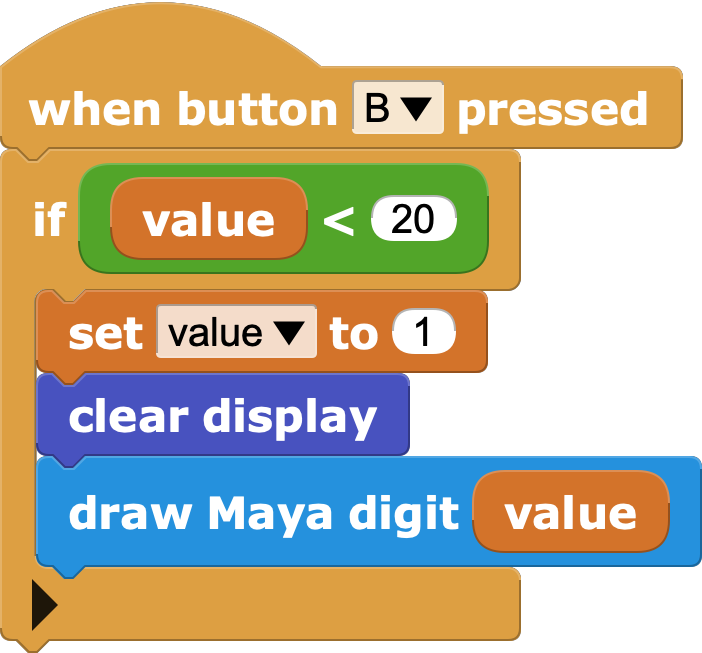 when button B pressed
if value < 20
set value to 1
clear display
draw Maya digit value